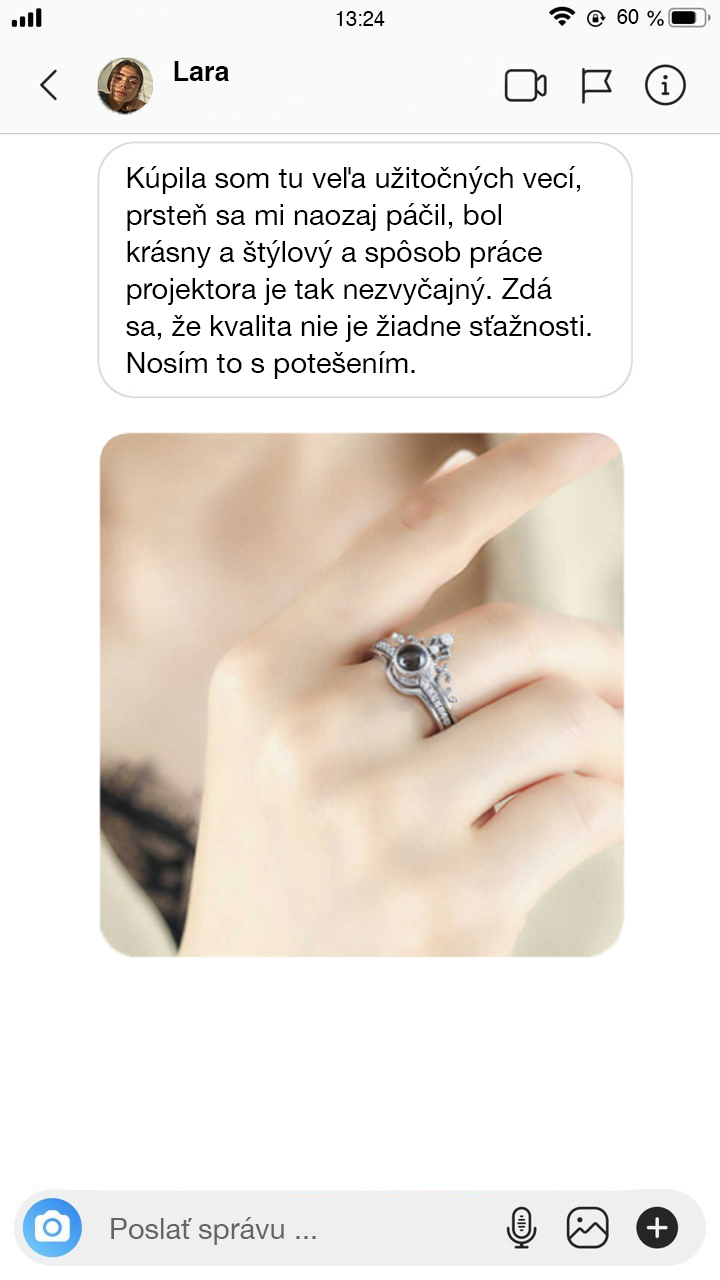 13:24
60 %
Lara
Kúpila som tu veľa užitočných vecí,
prsteň sa mi naozaj páčil, bol
krásny a štýlový a spôsob práce
projektora je tak nezvyčajný. Zdá
sa, že kvalita nie je žiadne sťažnosti.
Nosím to s potešením.
Poslať správu ...